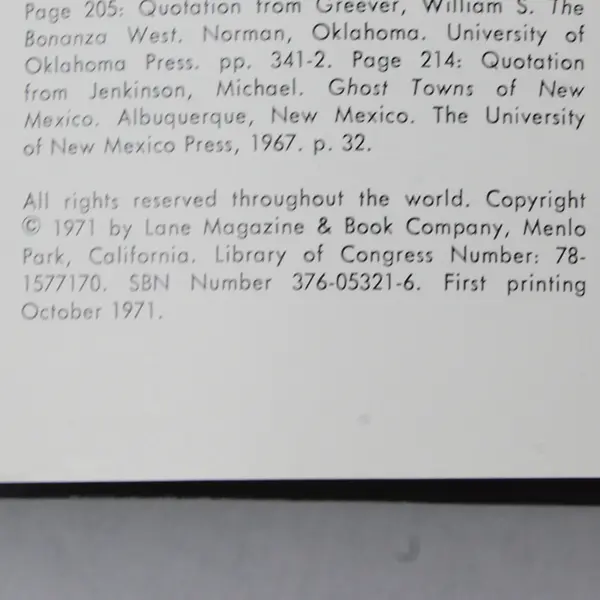 Page 205: Quotation from Greever, William S. The
Bonanza West. Norman, Oklahoma. University of
Oklahoma Press. pp. 341-2. Page 214: Quotation
from Jenkinson, Michael. Ghost Towns of New
Mexico. Albuquerque, New Mexico. The University
of New Mexico Press, 1967. p. 32.
All rights reserved throughout the world. Copyright
© 1971 by Lane Magazine & Book Company, Menlo
Park, California. Library of Congress Number: 78-
1577170. SBN Number 376-05321-6. First printing
October 1971.